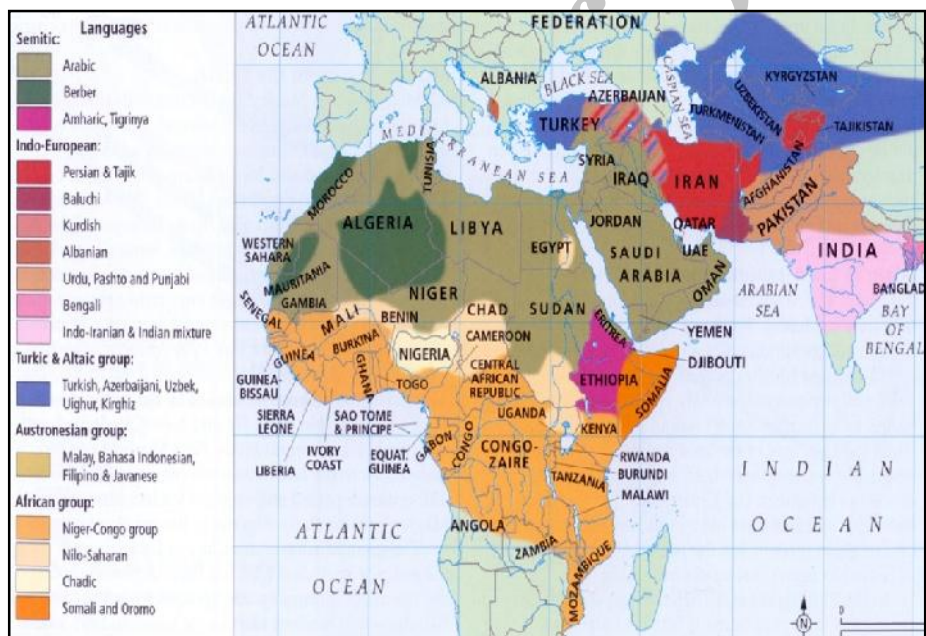 Languages
Semitic:
Arabic
Berber
Amharic, Tigrinya
Indo-European:
Persian & Tajik
Baluchi
Kurdish
Albanian
Urdu, Pashto and Punjabi
Bengali
Indo-Iranian & Indian mixture
Turkic & Altaic group:
Turkish, Azerbaijani, Uzbek,
Uighur, Kirghiz
Austronesian group:
Malay, Bahasa Indonesian,
Filipino & Javanese
African group:
Niger-Congo group
Nilo-Saharan
Chadic
Somali and Oromo
ATLANTIC
OCEAN
FEDERATION
ALBANIA
BLACK SEA
AZERBAIJAN
CASPIAN SEA
KYRGYZSTAN
UZBEKISTAN
TURKMENISTAN
TAJIKISTAN
TURKEY
MEDITERRANEAN SEA
SYRIA
IRAQ
IRAN
AFGHANISTAN
PAKISTAN
MOROCCO
TUNISIA
ALGERIA
LIBYA
EGYPT
JORDAN
SAUDI
ARABIA
QATAR
UAE
OMAN
INDIA
BANGLAD
WESTERN
SAHARA
MAURITANIA
GAMBIA
SENEGAL
MALI
NIGER
CHAD
SUDAN
ERITREA
YEMEN
ARABIAN
SEA
BAY
OF
BENGAL
DJIBOUTI
BENIN
BURKINA
GUINEA
GHANA
NIGERIA
CAMEROON
CENTRAL
AFRICAN
REPUBLIC
ETHIOPIA
SOMALIA
GUINEA-
BISSAU
SIERRA
LEONE
LIBERIA
IVORY
COAST
TOGO
SAO TOME
& PRINCIPE
EQUAT.
GUINEA
GABON
CONGO
CONGO-
ZAIRE
UGANDA
KENYA
RWANDA
BURUNDI
TANZANIA
MALAWI
INDIAN
OCEAN
ATLANTIC
OCEAN
ANGOLA
ZAMBIA
MOZAMBIQUE
N